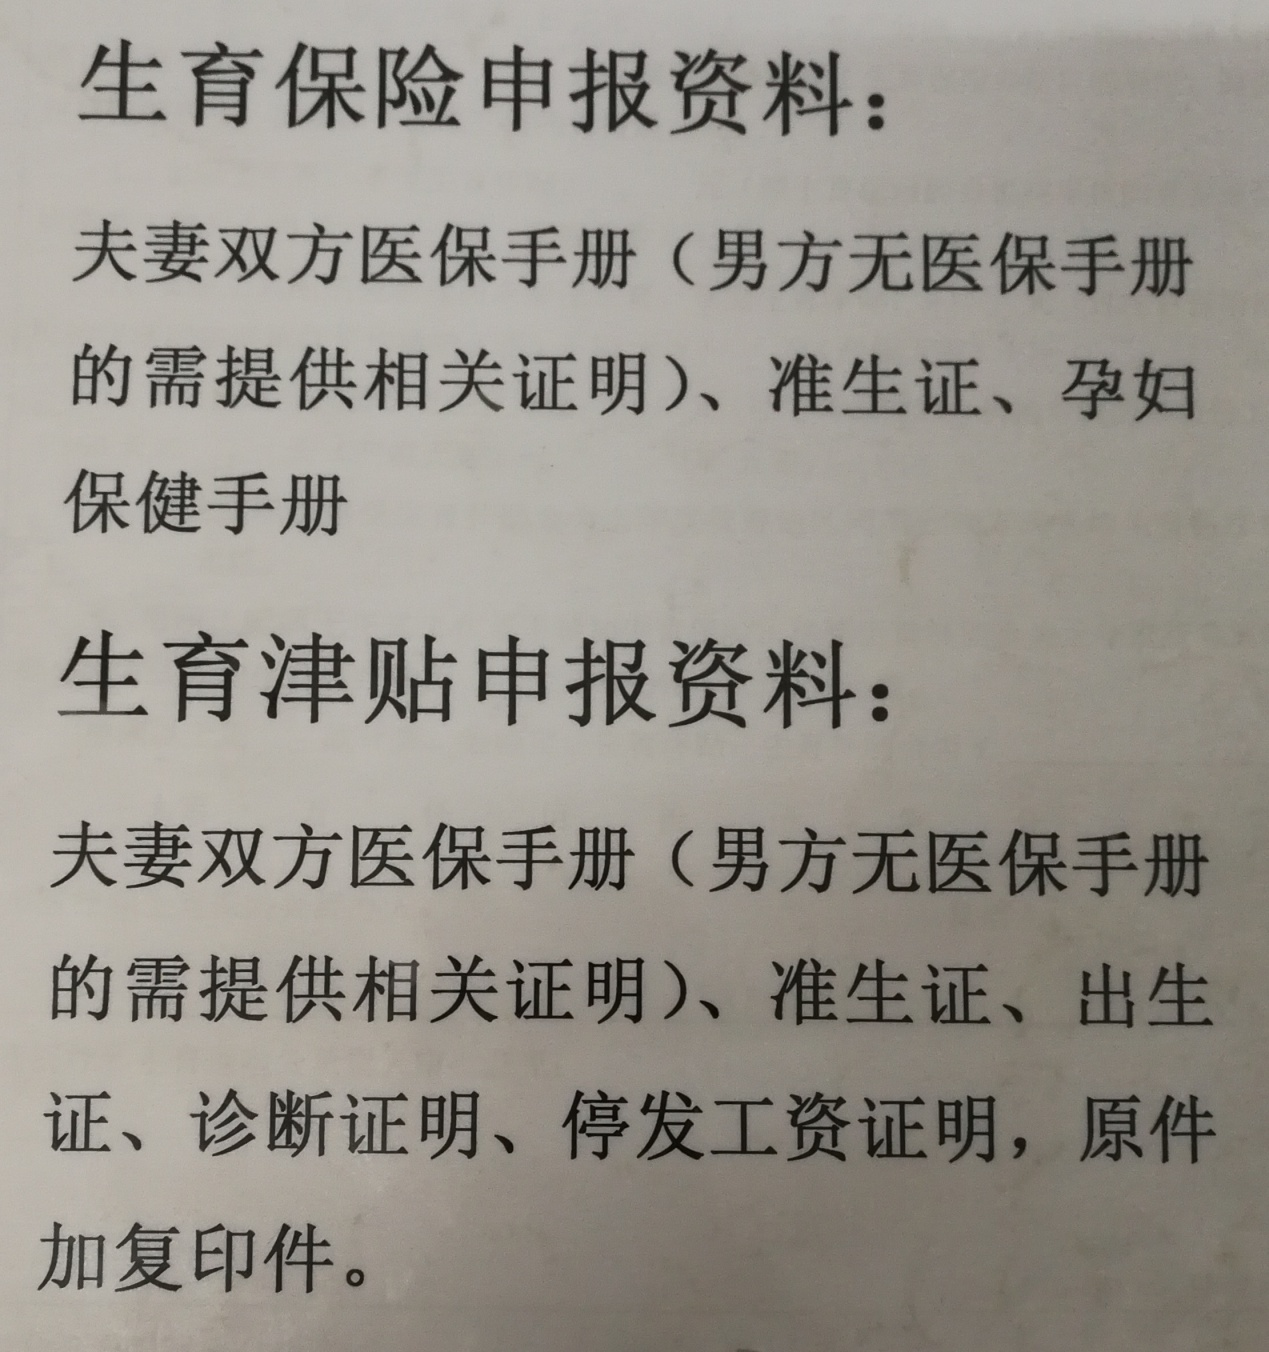 生育保险申报资料：
夫妻双方医保手册（男方无医保手册
的需提供相关证明）、准生证、孕妇
保健手册
生育津贴申报资料：
夫妻双方医保手册（男方无医保手册
的需提供相关证明）、准生证、出生
证、诊断证明、停发工资证明，原件
加复印件。